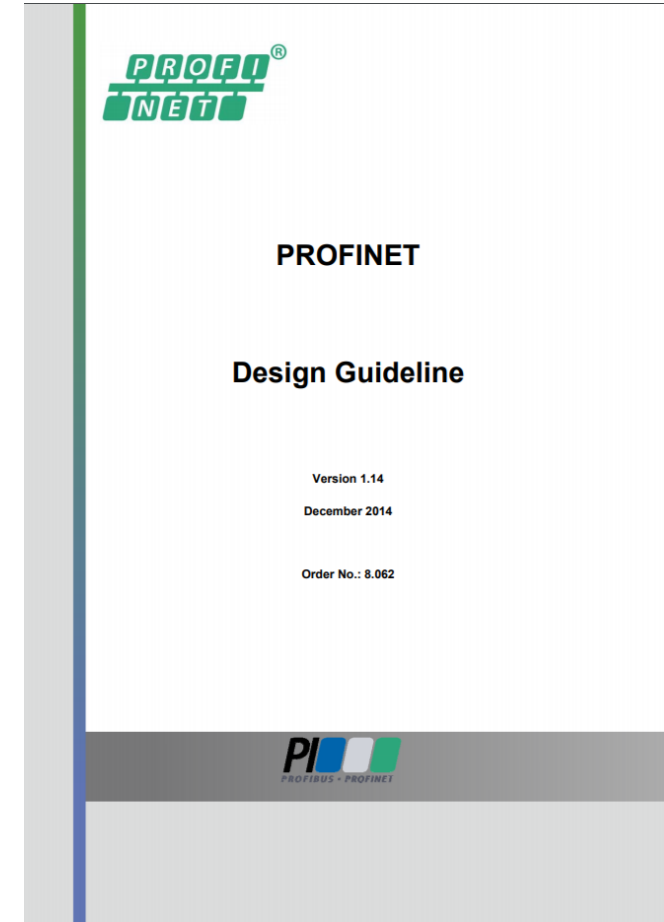 PROFI®
NET
PROFINET
Design Guideline
Version 1.14
December 2014
Order No.: 8.062
PI
PROFIBUS • PROFINET